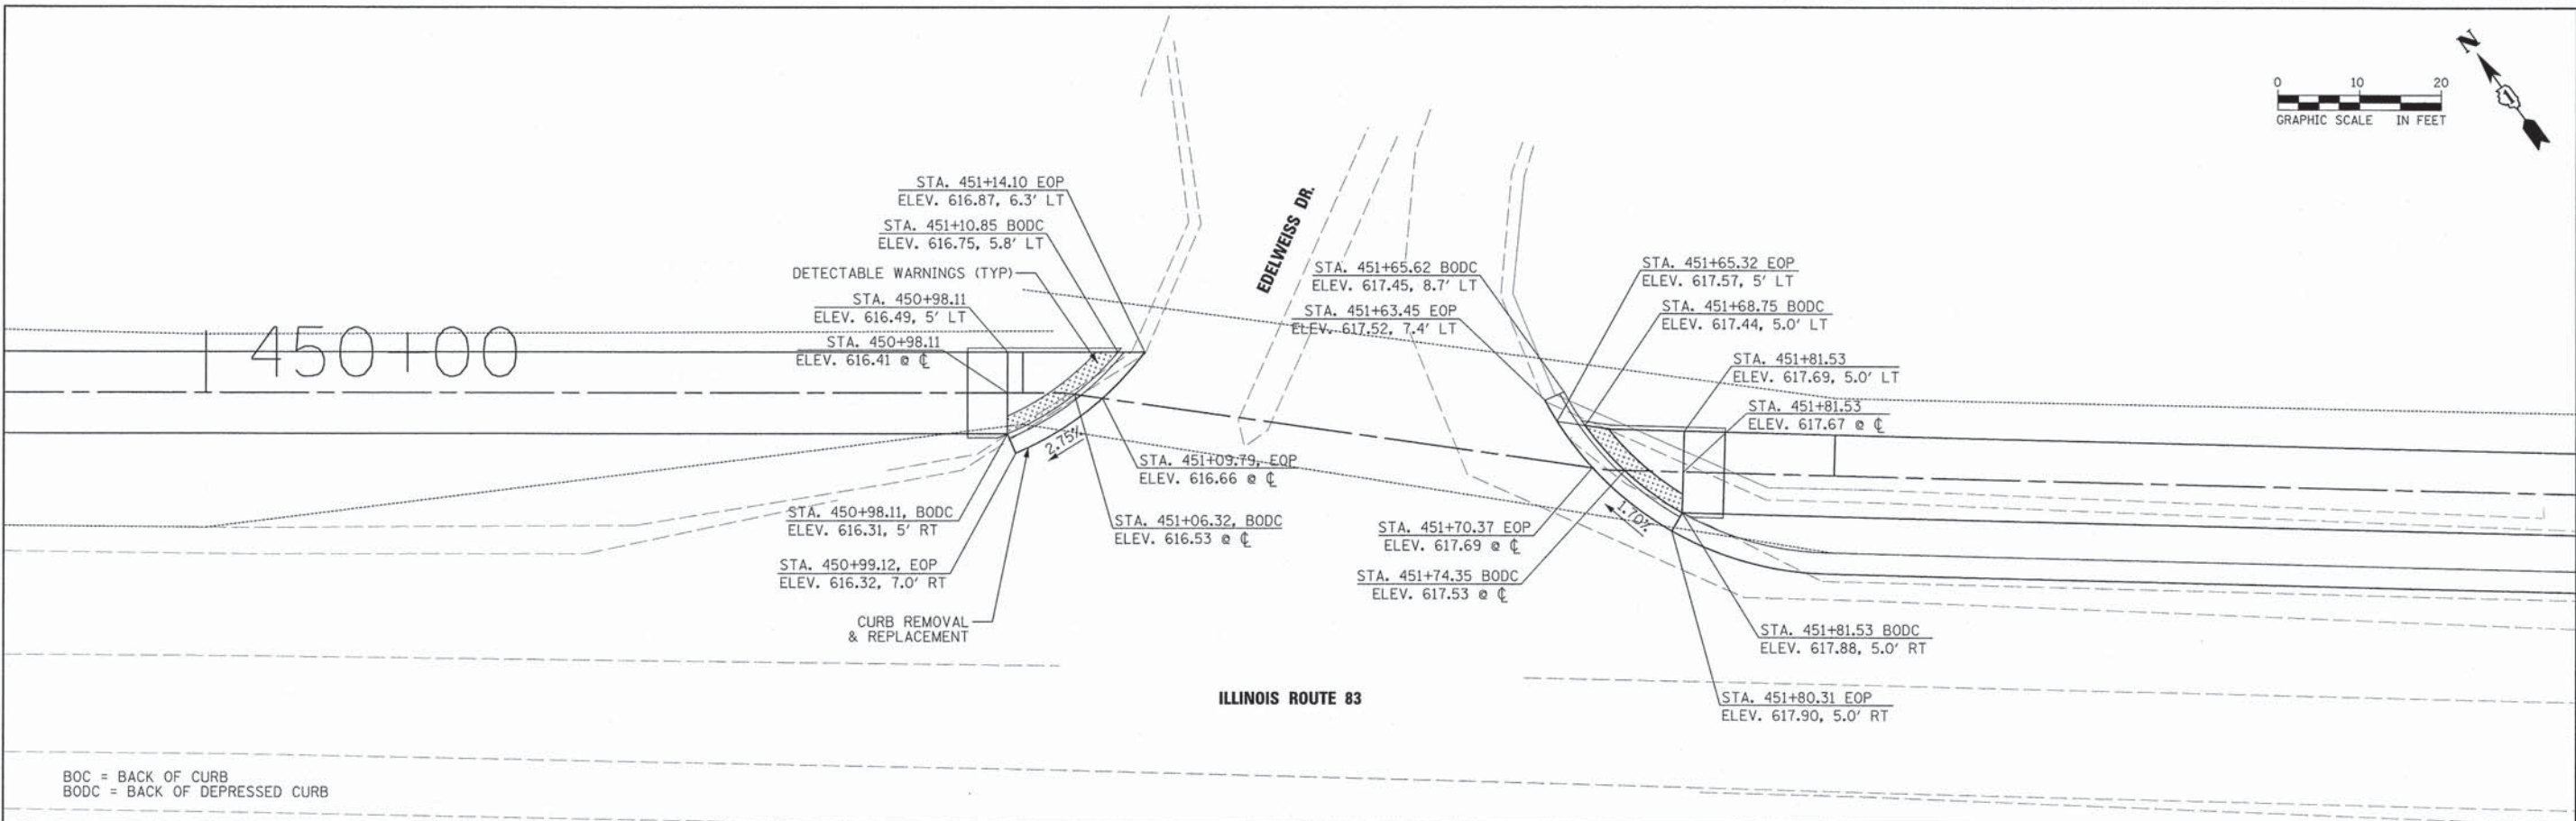 N
0 10 20
GRAPHIC SCALE IN FEET
STA. 451+14.10 EOP
ELEV. 616.87, 6.3' LT
STA. 451+10.85 BODC
ELEV. 616.75, 5.8' LT
DETECTABLE WARNINGS (TYP)
STA. 450+98.11
ELEV. 616.49, 5' LT
STA. 450+98.11
ELEV. 616.41 @ ℄
450+00
EDELWEISS DR.
STA. 451+65.62 BODC
ELEV. 617.45, 8.7' LT
STA. 451+63.45 EOP
ELEV. 617.52, 7.4' LT
STA. 451+65.32 EOP
ELEV. 617.57, 5' LT
STA. 451+68.75 BODC
ELEV. 617.44, 5.0' LT
STA. 451+81.53
ELEV. 617.69, 5.0' LT
STA. 451+81.53
ELEV. 617.67 @ ℄
2.75%
STA. 451+09.79, EOP
ELEV. 616.66 @ ℄
STA. 450+98.11, BODC
ELEV. 616.31, 5' RT
STA. 451+06.32, BODC
ELEV. 616.53 @ ℄
STA. 450+99.12, EOP
ELEV. 616.32, 7.0' RT
CURB REMOVAL
& REPLACEMENT
1.70%
STA. 451+70.37 EOP
ELEV. 617.69 @ ℄
STA. 451+74.35 BODC
ELEV. 617.53 @ ℄
STA. 451+81.53 BODC
ELEV. 617.88, 5.0' RT
STA. 451+80.31 EOP
ELEV. 617.90, 5.0' RT
ILLINOIS ROUTE 83
BOC = BACK OF CURB
BODC = BACK OF DEPRESSED CURB